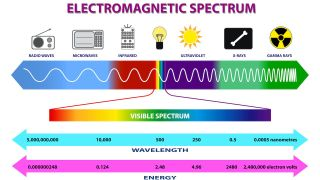 ELECTROMAGNETIC SPECTRUM
RADIO WAVES MICROWAVES INFRARED ULTRAVIOLET X-RAYS GAMMA RAYS
VISIBLE SPECTRUM
5,000,000,000 10,000 500 250 0.5 0.0005 nanometres
WAVELENGTH
0.000000248 0.124 2.48 4.96 2480 2,480,000 electron volts
ENERGY